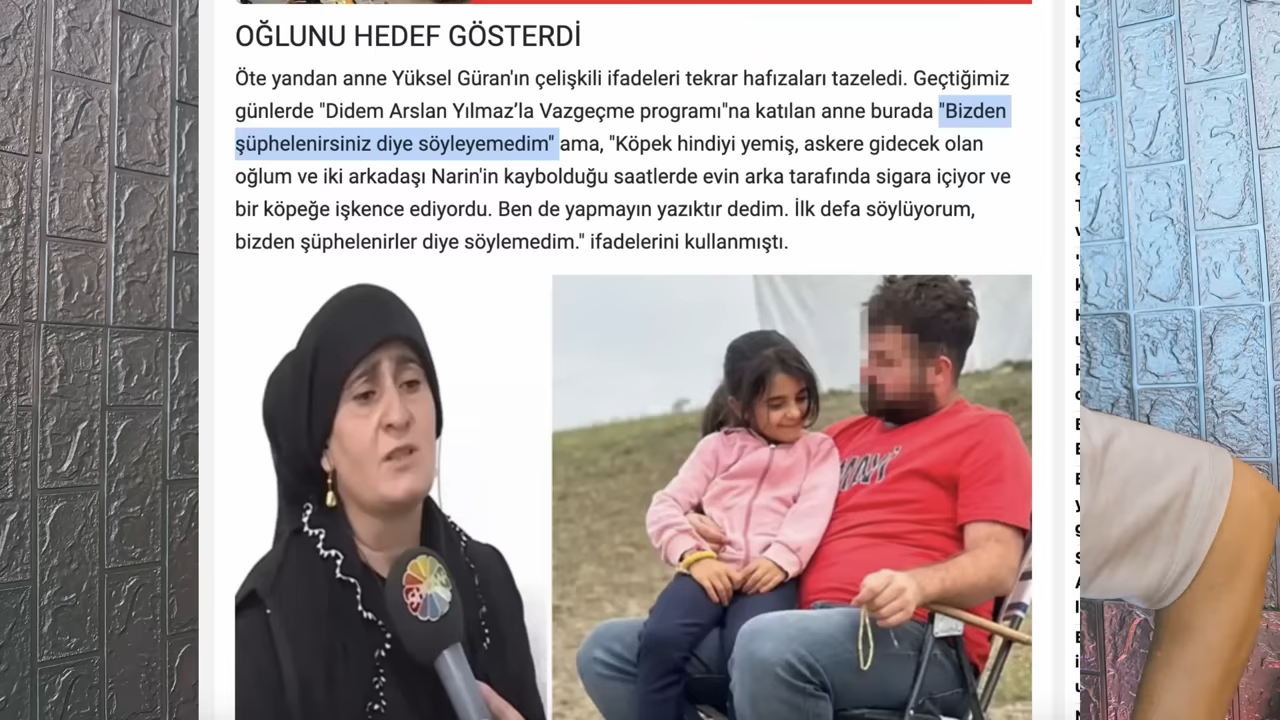 OĞLUNU HEDEF GÖSTERDİ
Öte yandan anne Yüksel Güran'ın çelişkili ifadeleri tekrar hafızaları tazeledi. Geçtiğimiz
günlerde "Didem Arslan Yılmaz’la Vazgeçme programı"na katılan anne burada "Bizden
şüphelenirsiniz diye söyleyemedim" ama, "Köpek hindiyi yemiş, askere gidecek olan
oğlum ve iki arkadaşı Narin'in kaybolduğu saatlerde evin arka tarafında sigara içiyor ve
bir köpeğe işkence ediyordu. Ben de yapmayın yazıktır dedim. İlk defa söylüyorum,
bizden şüphelenirler diye söylemedim." ifadelerini kullanmıştı.